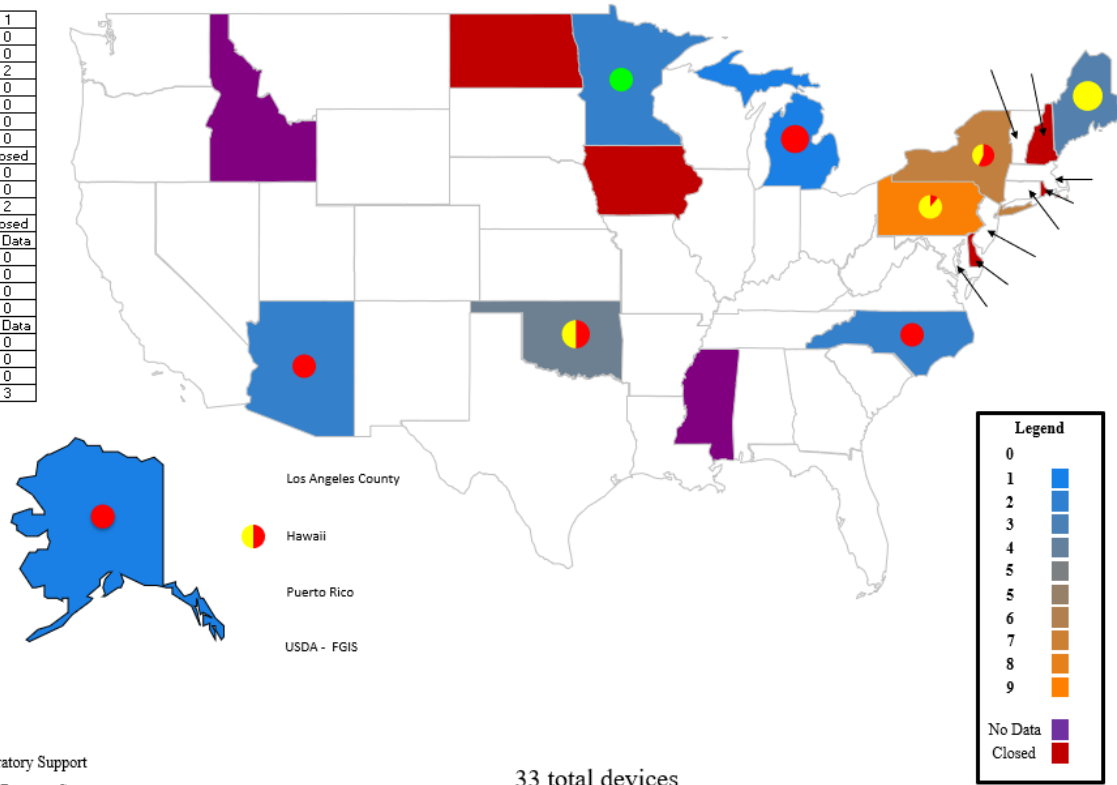 1
0
0
2
0
0
0
0
osed
0
0
2
osed
Data
0
0
0
0
Data
0
0
0
3
Los Angeles County
Hawaii
Puerto Rico
USDA - FGIS
Legend
0
1
2
3
4
5
5
6
7
8
9
No Data
Closed
ratory Support
33 total devices